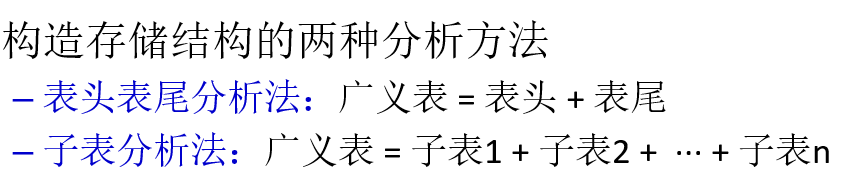 构造存储结构的两种分析方法
– 表头表尾分析法：广义表 = 表头 + 表尾
– 子表分析法：广义表 = 子表1 + 子表2 + ··· + 子表n